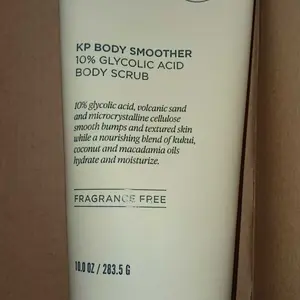 KP BODY SMOOTHER
10% GLYCOLIC ACID
BODY SCRUB
10% glycolic acid, volcanic sand
and microcrystalline cellulose
smooth bumps and textured skin
while a nourishing blend of kukui,
coconut and macadamia oils
hydrate and moisturize.
FRAGRANCE FREE
10.0 OZ / 283.5 G